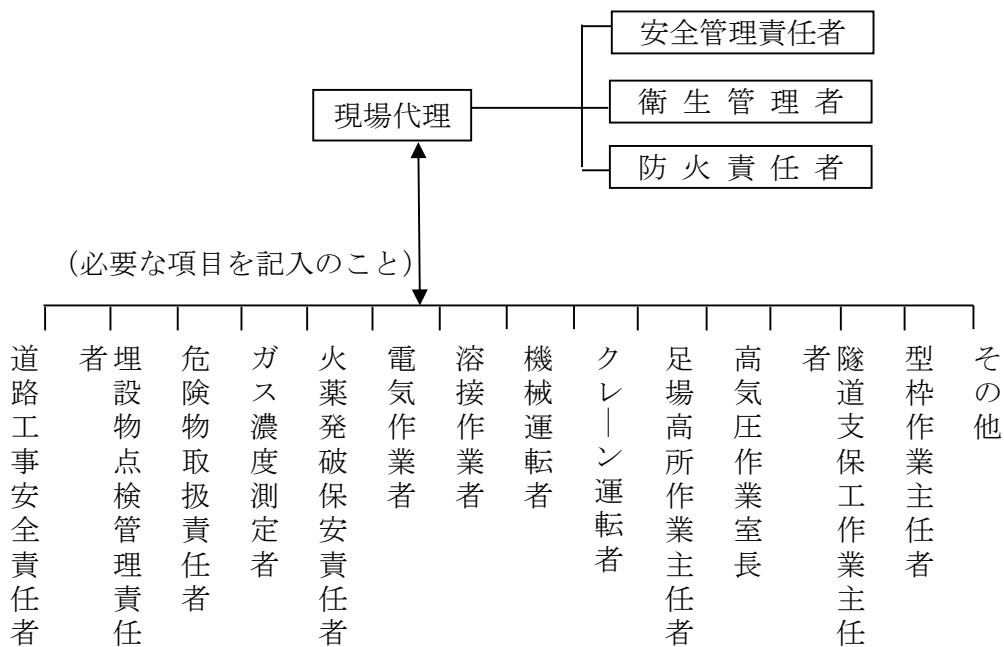 安全管理責任者
現場代理
衛生管理者
防火責任者
(必要な項目を記入のこと)
道路工事安全責任者
埋設物点検管理責任
者
危険物取扱責任者
ガス濃度測定者
火薬発破保安責任者
電気作業者
溶接作業者
機械運転者
クレーン運転者
足場高所作業主任者
高気圧作業室長
隧道支保工作業主任
者
型枠作業主任者
その他